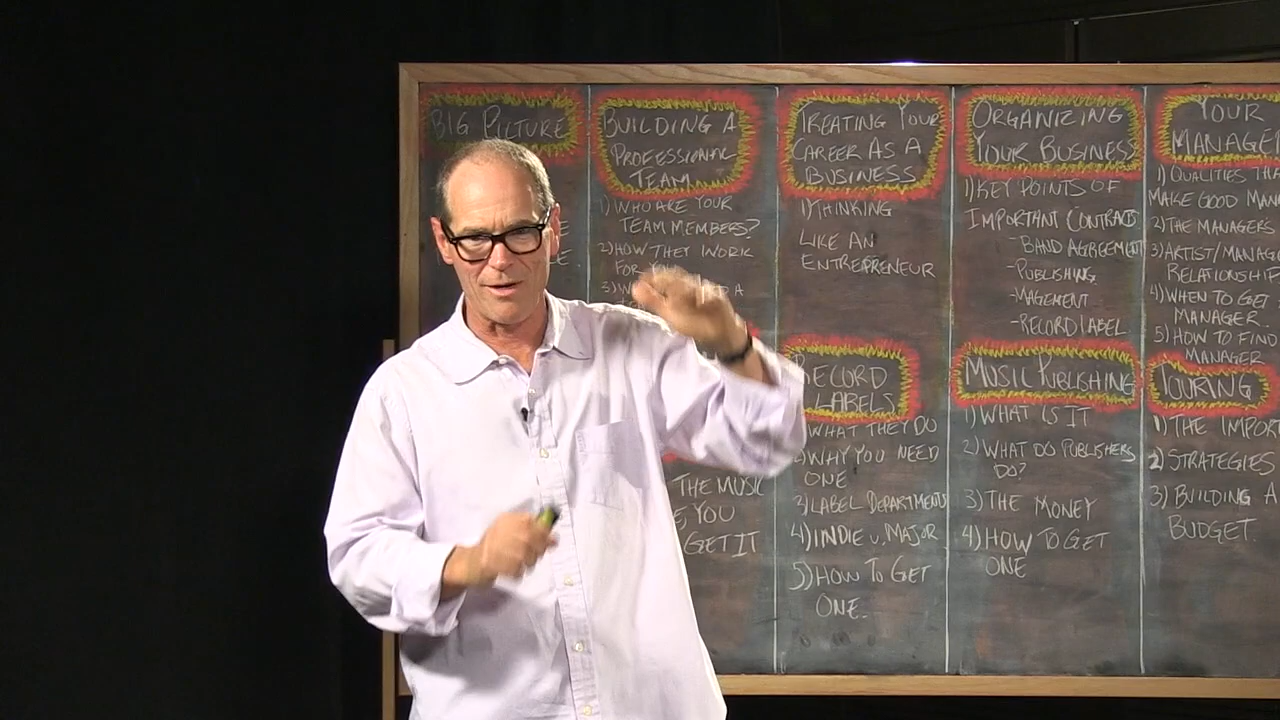 BIG PICTURE
BUILDING A
PROFESSIONAL
TEAM
1) WHO ARE YOUR
TEAM MEMBERS?
2) HOW THEY WORK
FOR
3)
A
TREATING YOUR
CAREER AS A
BUSINESS
1) THINKING
LIKE AN
ENTREPRENEUR
ORGANIZING
YOUR BUSINESS
1) KEY POINTS OF
IMPORTANT CONTRACTS
- BAND AGREEMENT
- PUBLISHING
- MAGEMENT
- RECORD LABEL
YOUR
MANAGER
1) QUALITIES THA
MAKE GOOD MAN
2) THE MANAGERS
3) ARTIST/MANAG
RELATIONSHIP
4) WHEN TO GET
MANAGER.
5) HOW TO FIND
MANAGER
THE MUSIC
YOU
GET IT
RECORD
LABELS
WHAT THEY DO
WHY YOU NEED
ONE
3) LABEL DEPARTMENTS
4) INDIE v. MAJOR
5) HOW TO GET
ONE.
MUSIC PUBLISHING
1) WHAT IS IT
2) WHAT DO PUBLISHERS
DO?
3) THE MONEY
4) HOW TO GET
ONE
TOURING
1) THE IMPOR
2) STRATEGIES
3) BUILDING A
BUDGET.